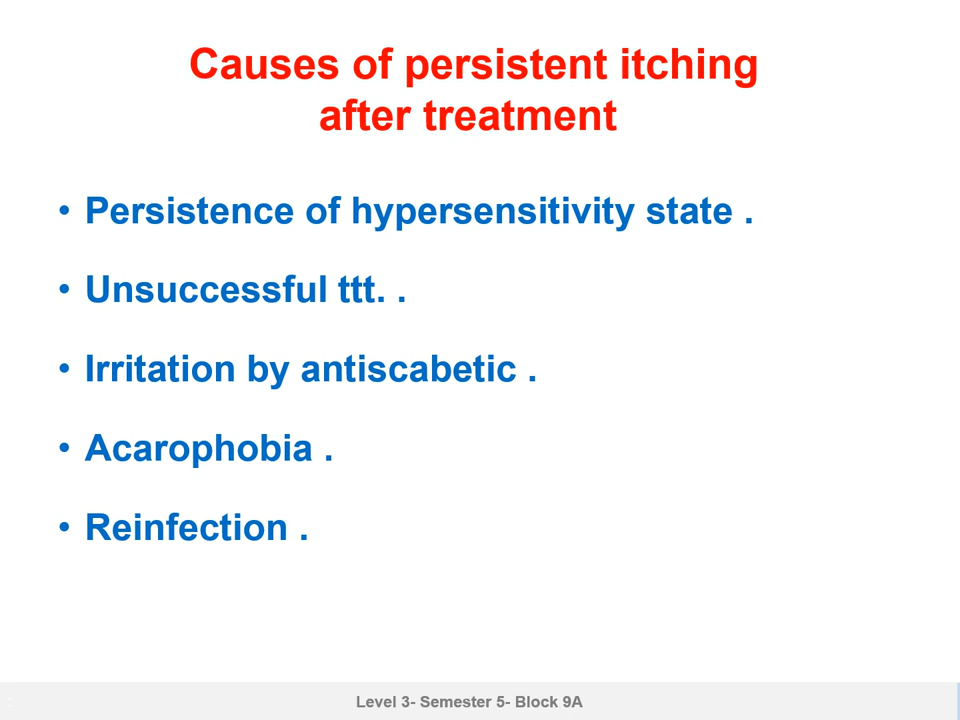 Causes of persistent itching
after treatment
• Persistence of hypersensitivity state .
• Unsuccessful ttt. .
• Irritation by antiscabetic .
• Acarophobia .
• Reinfection .
Level 3- Semester 5- Block 9A